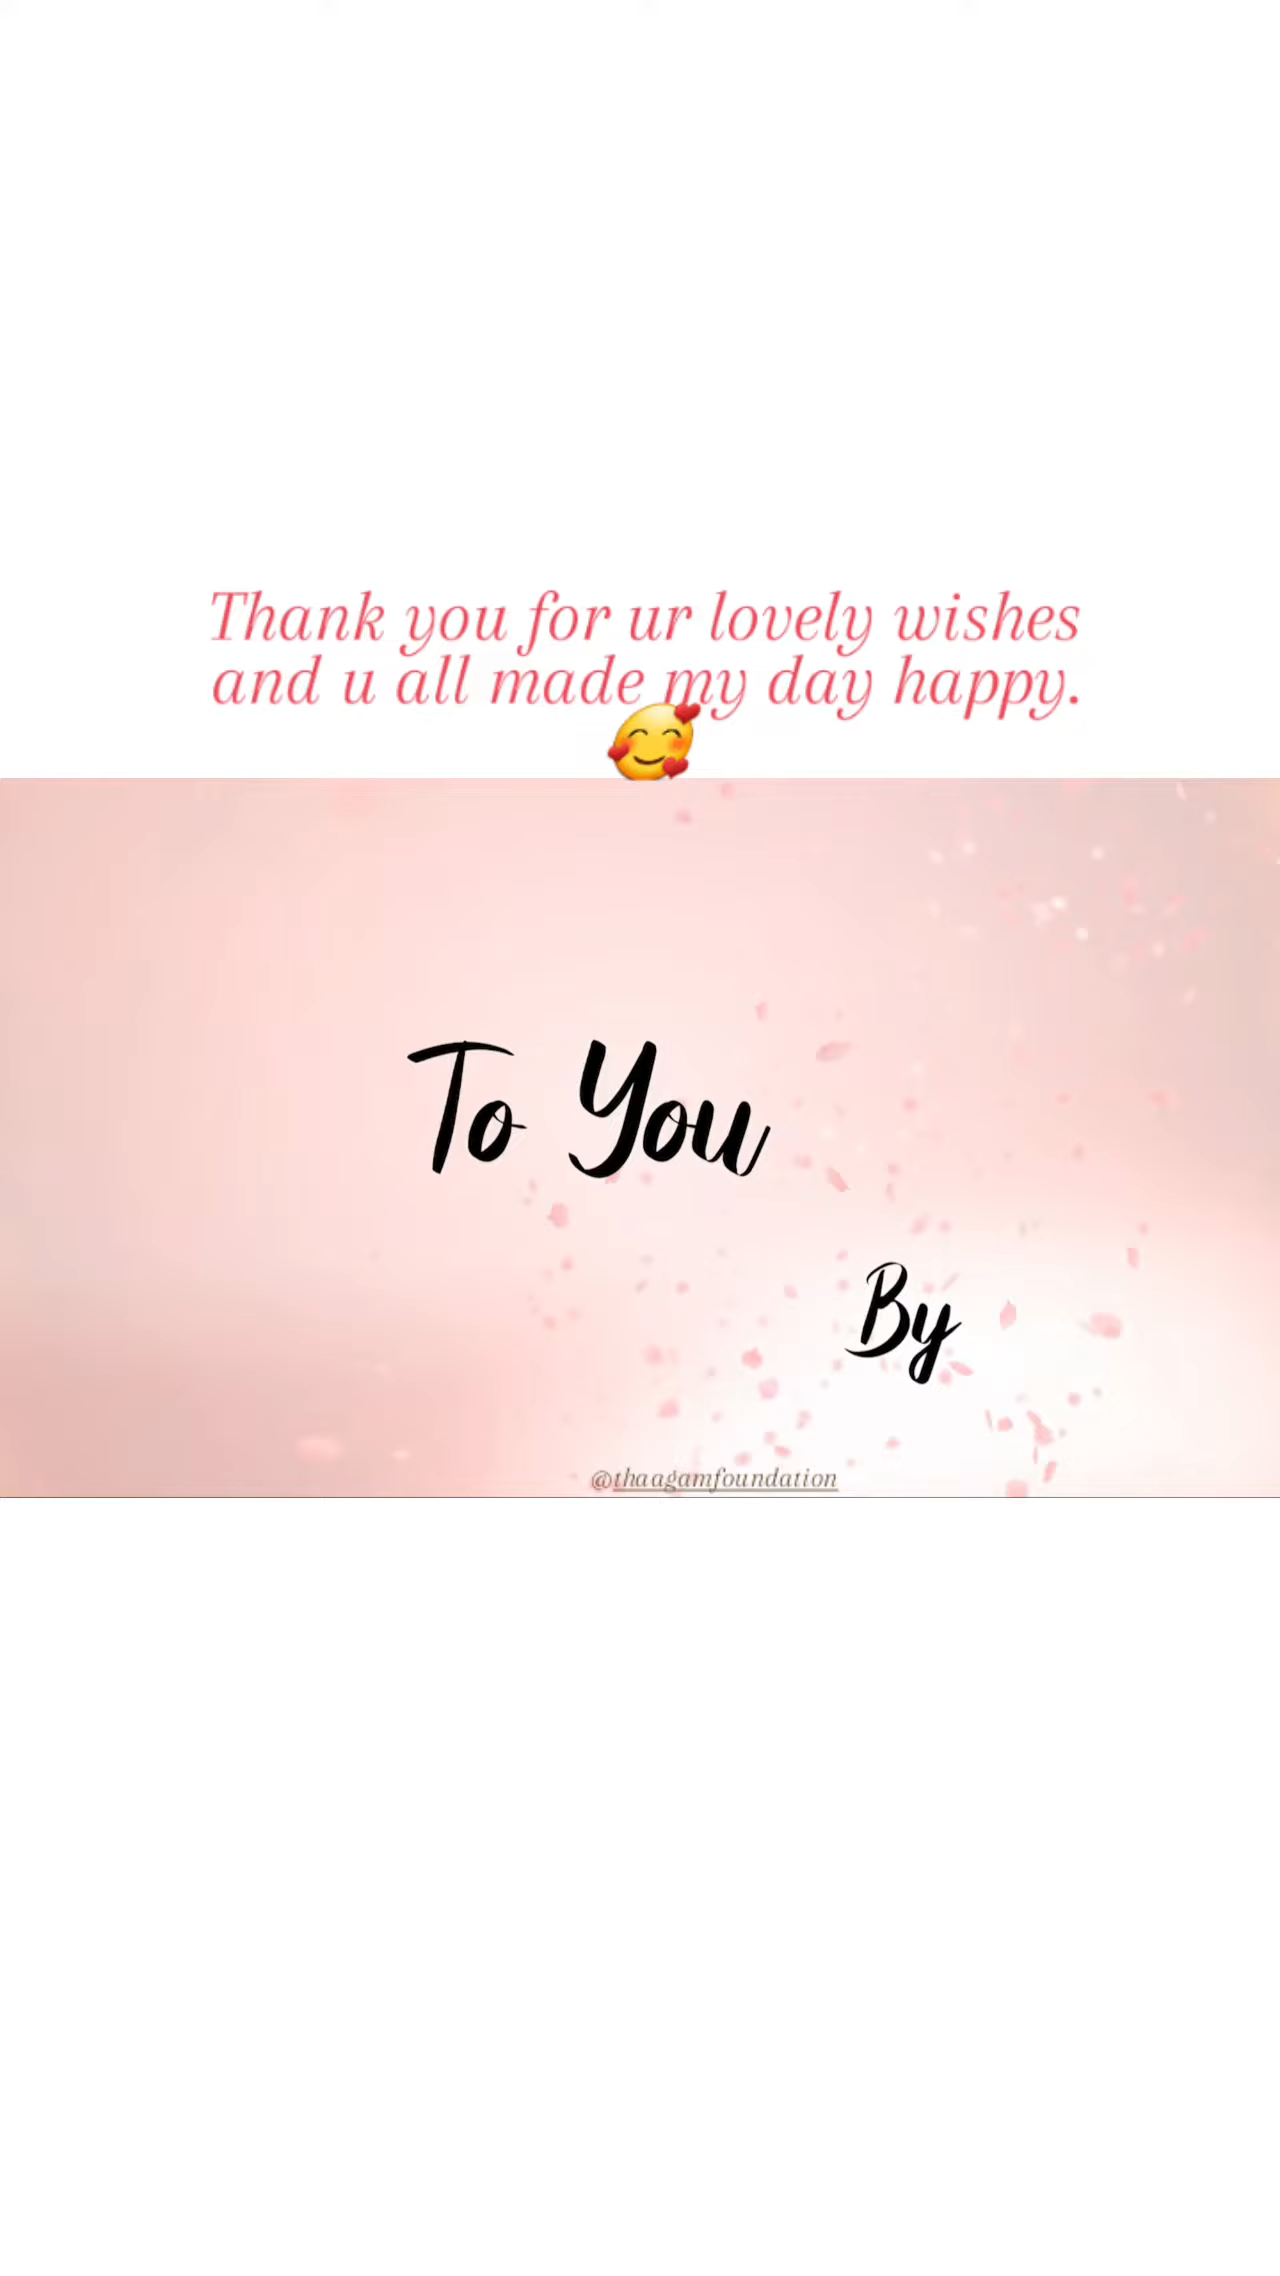 Thank you for ur lovely wishes
and u all made my day happy.
🥰
To You
By
@thaagamfoundation